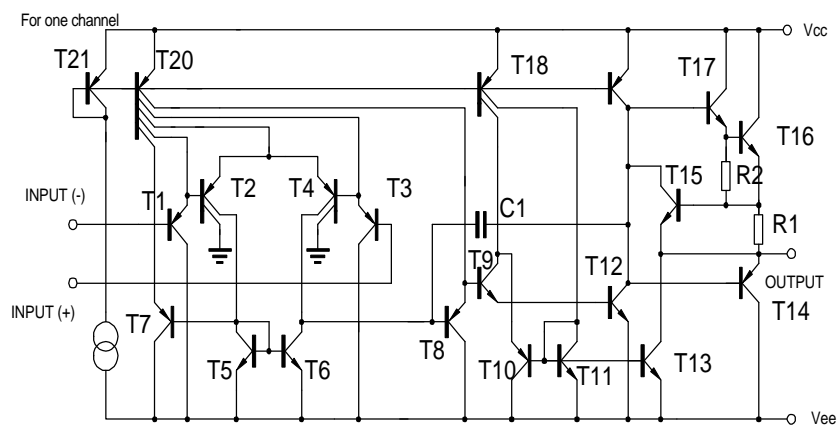 For one channel
Vcc
T21
T20
T18
T17
T16
INPUT (-)
T1
T2
T4
T3
T15
R2
C1
R1
T9
T12
OUTPUT
INPUT (+)
T7
T8
T14
T5
T6
T10
T11
T13
Vee